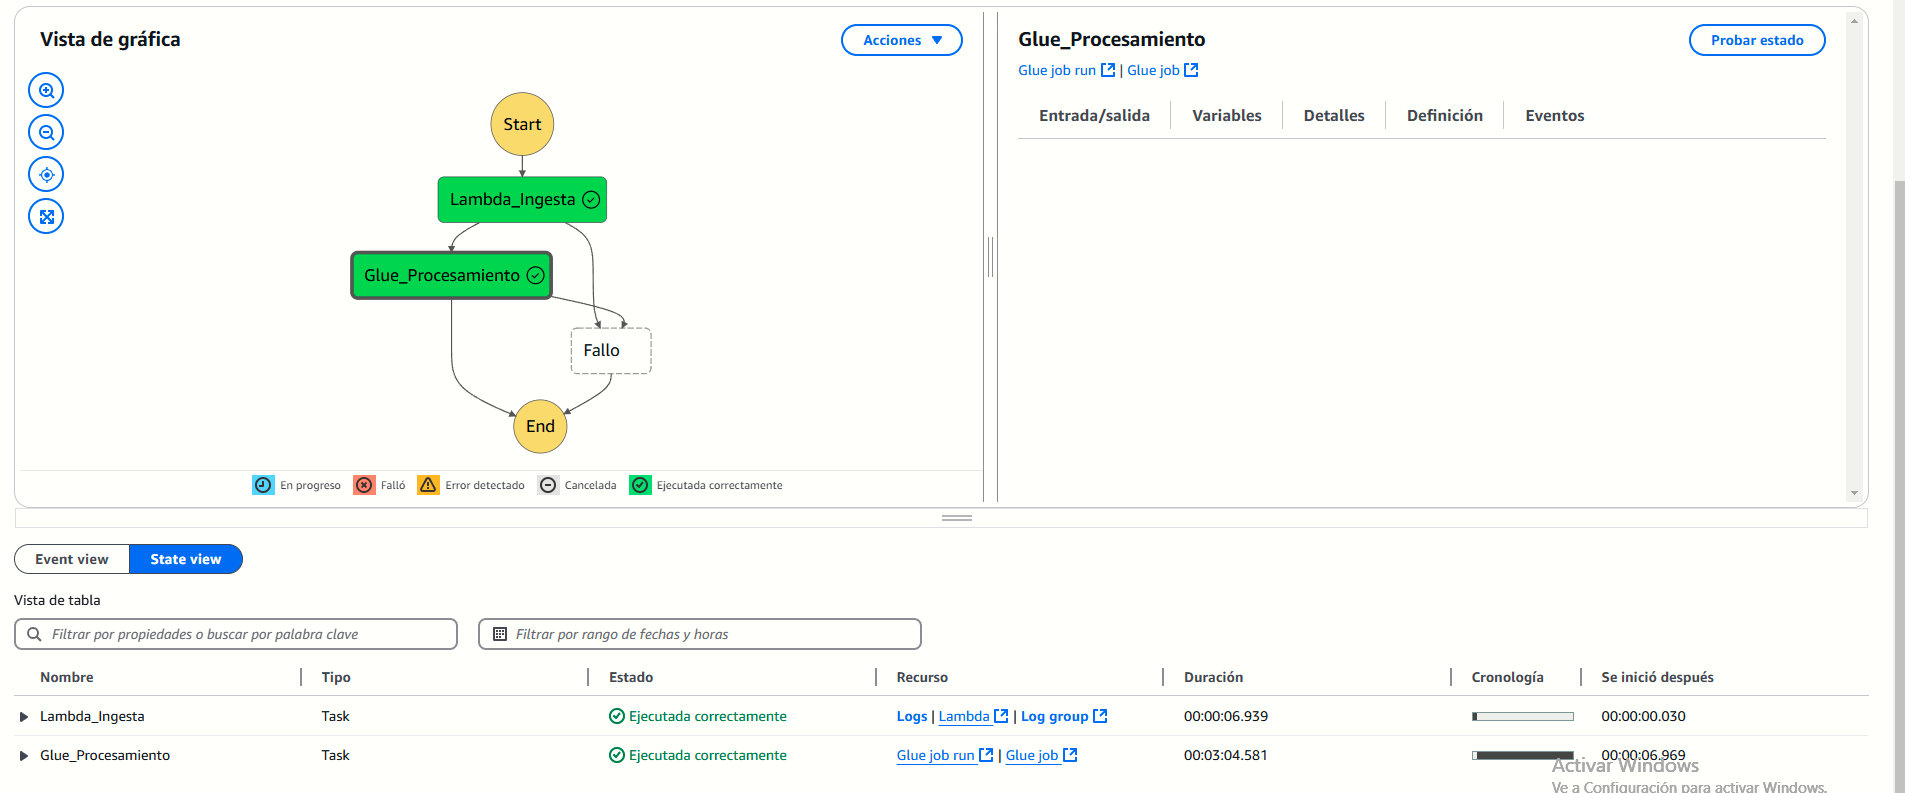 Vista de gráfica
Acciones
Start
Lambda_Ingesta
Glue_Procesamiento
Fallo
End
En progreso
Falló
Error detectado
Cancelada
Ejecutada correctamente
Glue_Procesamiento
Probar estado
Glue job run | Glue job
Entrada/salida
Variables
Detalles
Definición
Eventos
Event view
State view
Vista de tabla
Filtrar por propiedades o buscar por palabra clave
Filtrar por rango de fechas y horas
Nombre Tipo Estado Recurso Duración Cronología Se inició después
Lambda_Ingesta Task Ejecutada correctamente Logs | Lambda | Log group 00:00:06.939 00:00:00.030
Glue_Procesamiento Task Ejecutada correctamente Glue job run | Glue job 00:03:04.581 00:00:06.969
Activar Windows
Ve a Configuración para activar Windows.